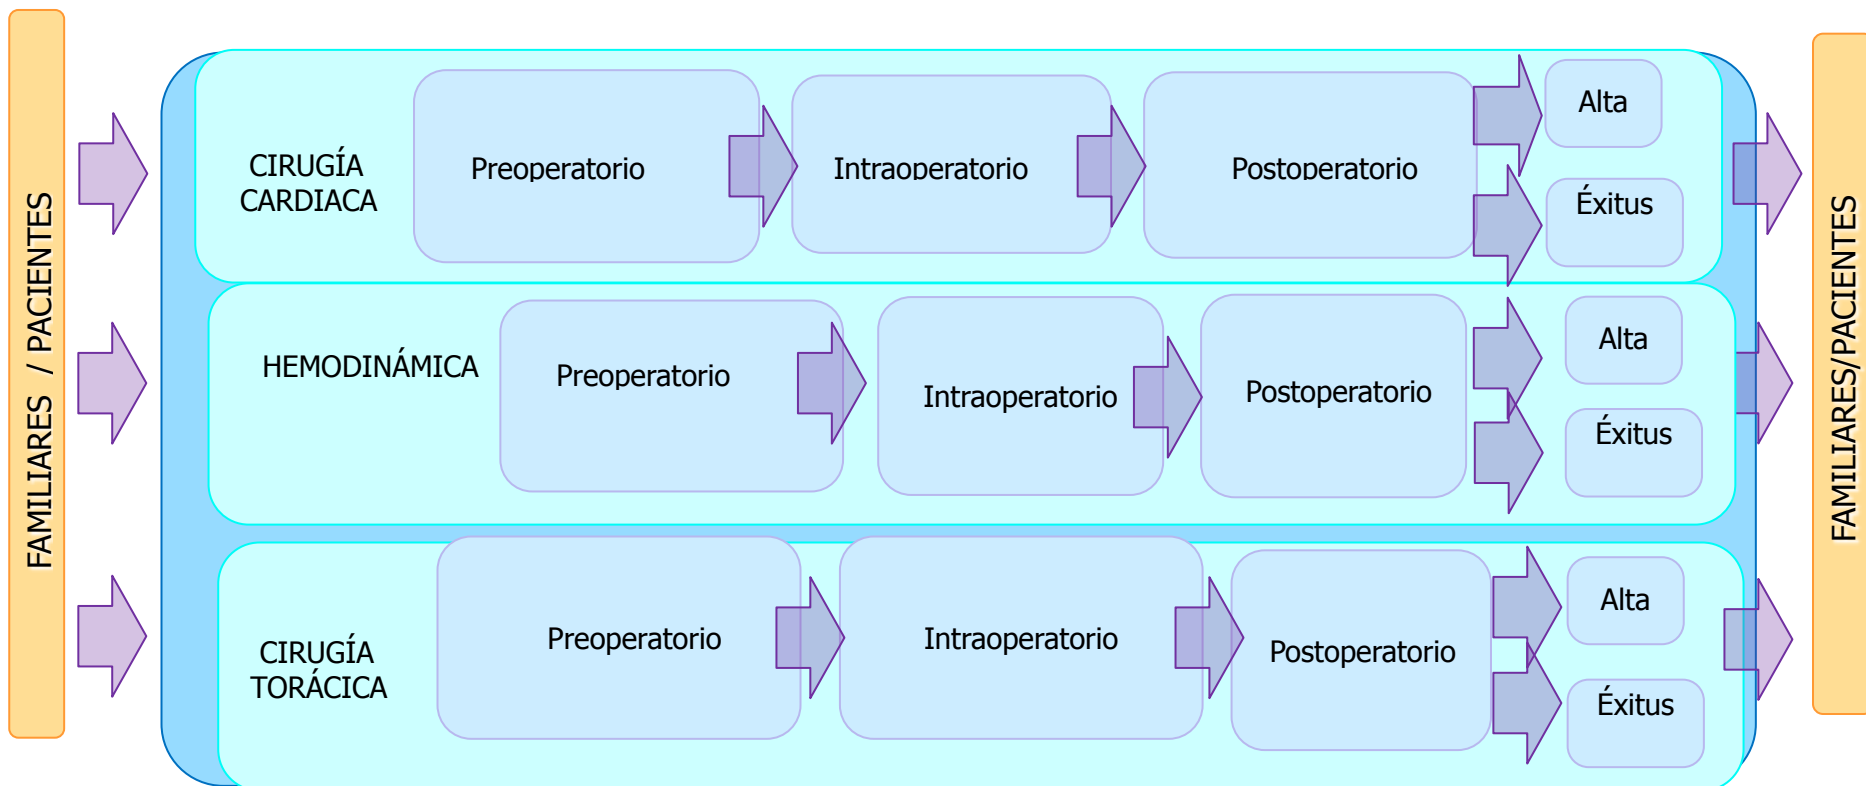 FAMILIARES / PACIENTES
CIRUGÍA
CARDIACA
Preoperatorio
Intraoperatorio
Postoperatorio
Alta
Éxitus
HEMODINÁMICA
Preoperatorio
Intraoperatorio
Postoperatorio
Alta
Éxitus
CIRUGÍA
TORÁCICA
Preoperatorio
Intraoperatorio
Postoperatorio
Alta
Éxitus
FAMILIARES/PACIENTES